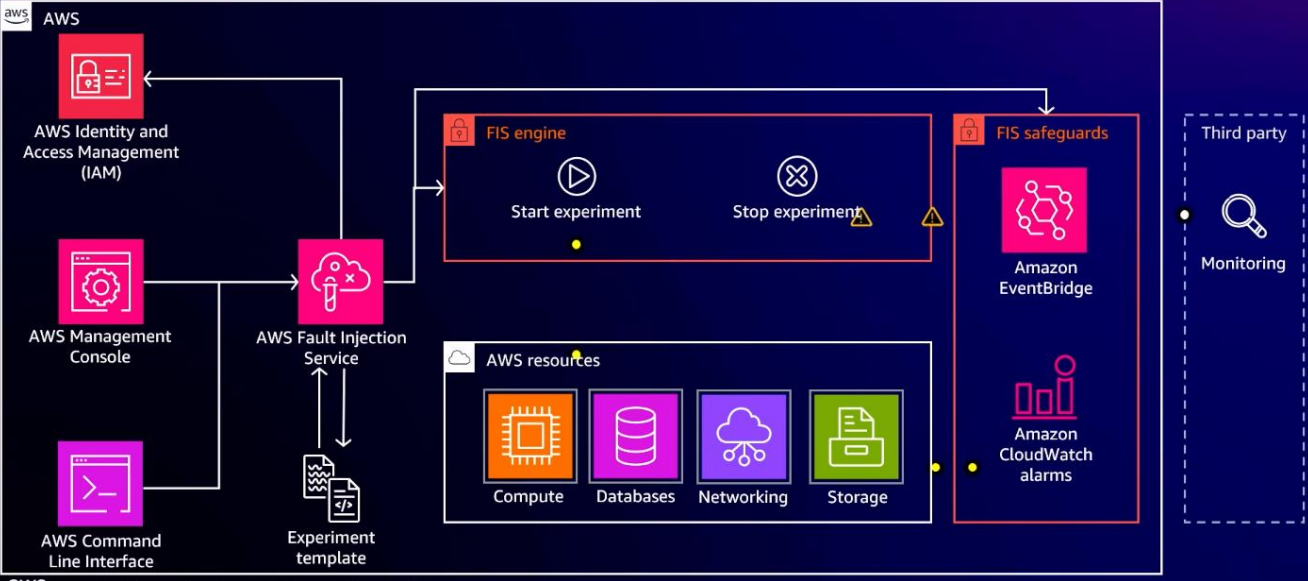 aws
AWS
AWS Identity and
Access Management
(IAM)
AWS Management
Console
AWS Command
Line Interface
AWS Fault Injection
Service
Experiment
template
FIS engine
Start experiment
Stop experiment
AWS resources
Compute
Databases
Networking
Storage
FIS safeguards
Amazon
EventBridge
Amazon
CloudWatch
alarms
Third party
Monitoring